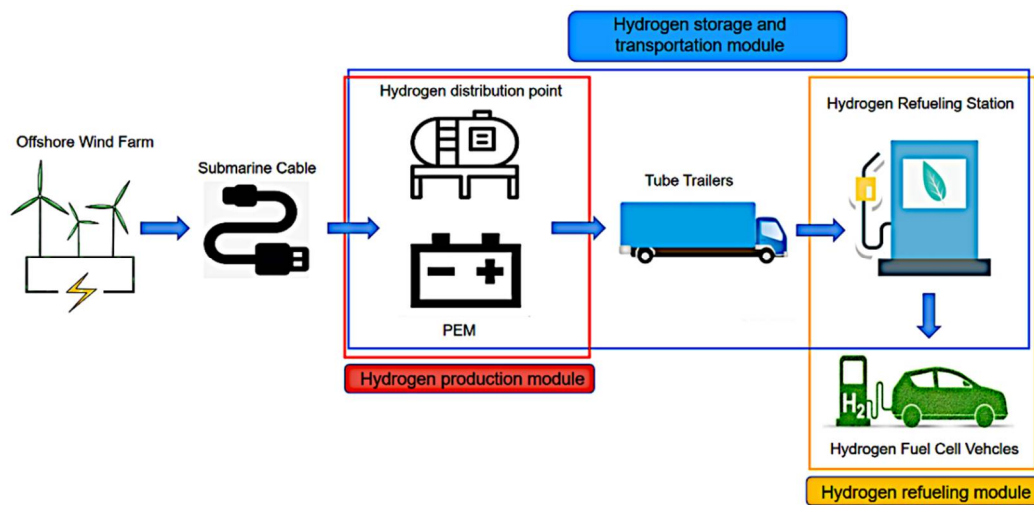 Hydrogen storage and
transportation module
Hydrogen distribution point
Hydrogen Refueling Station
Offshore Wind Farm
Submarine Cable
Tube Trailers
PEM
Hydrogen production module
H2
Hydrogen Fuel Cell Vehcles
Hydrogen refueling module